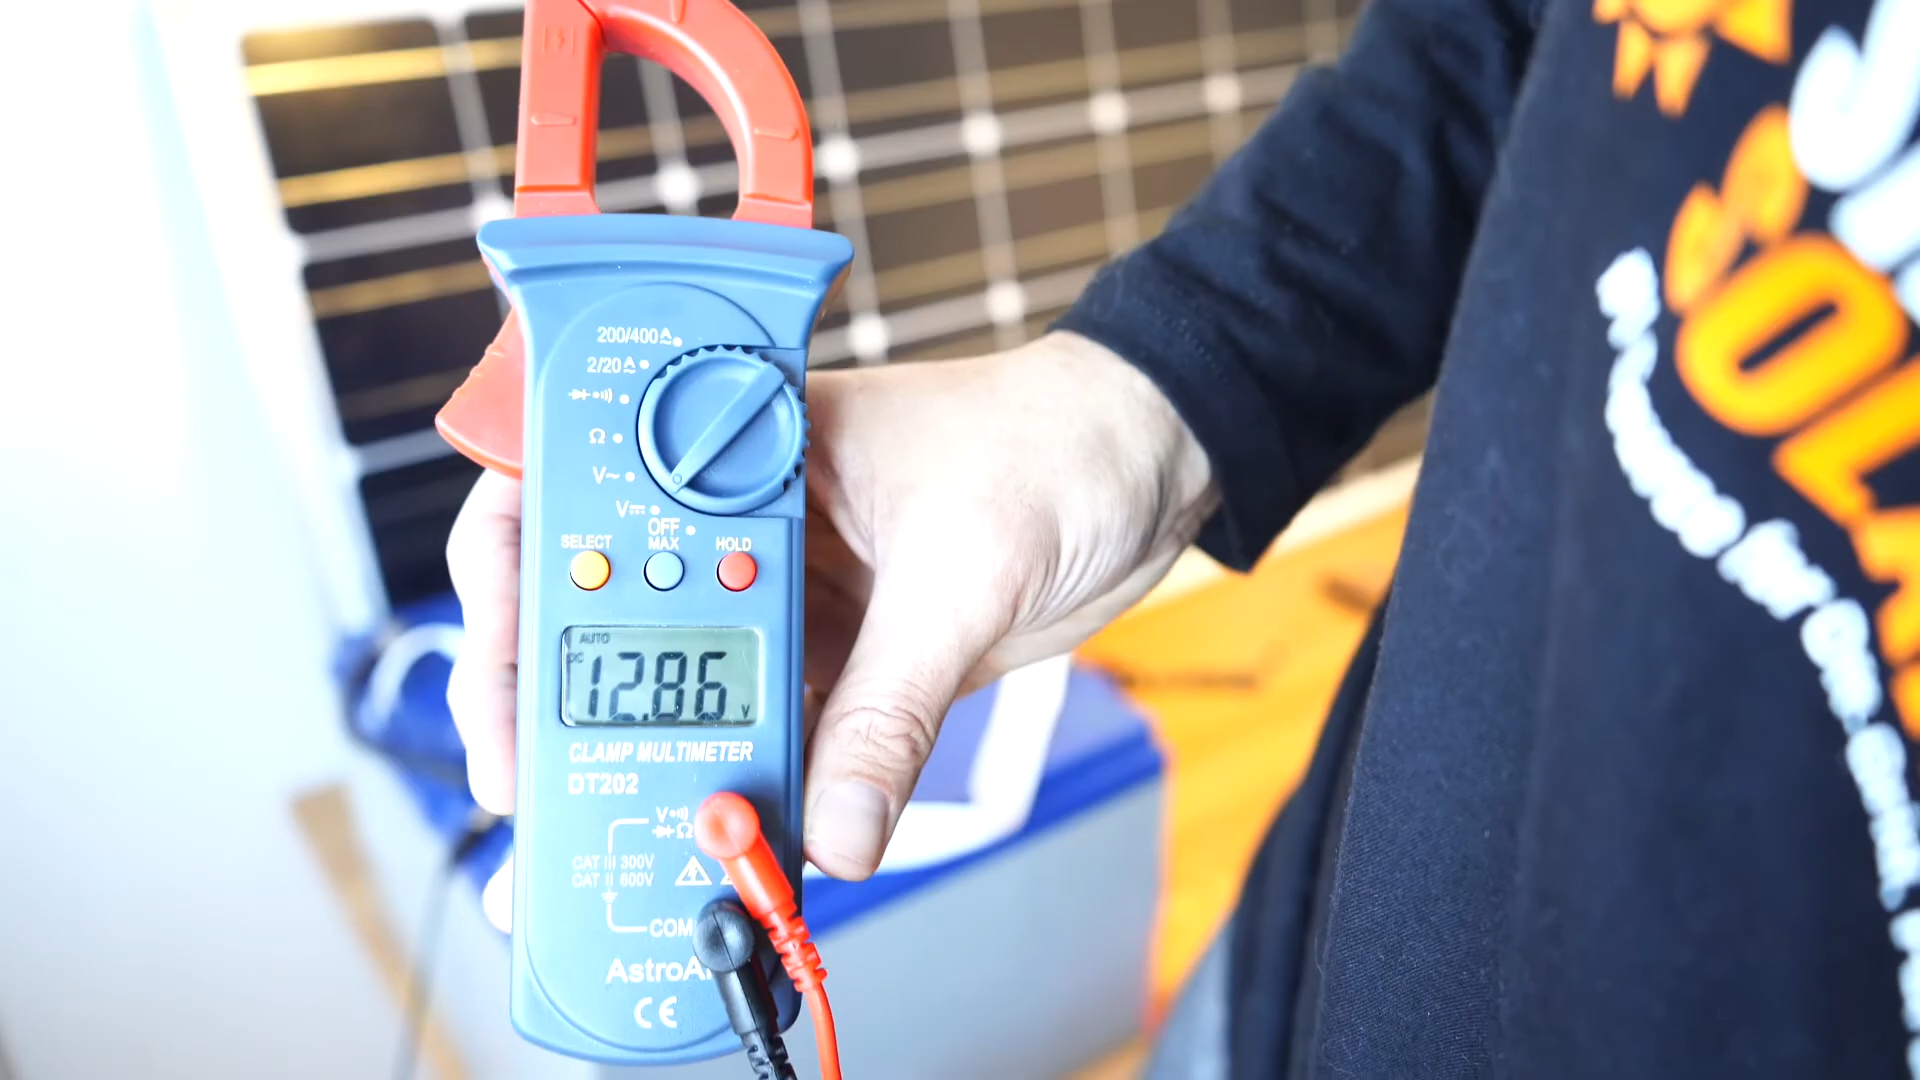 200/400A
2/20A
Ω
V~
V⎓
OFF
SELECT MAX HOLD
AUTO
DC
12.86 V
CLAMP MULTIMETER
DT202
V
Ω
CAT III 300V
CAT II 600V
COM
CE